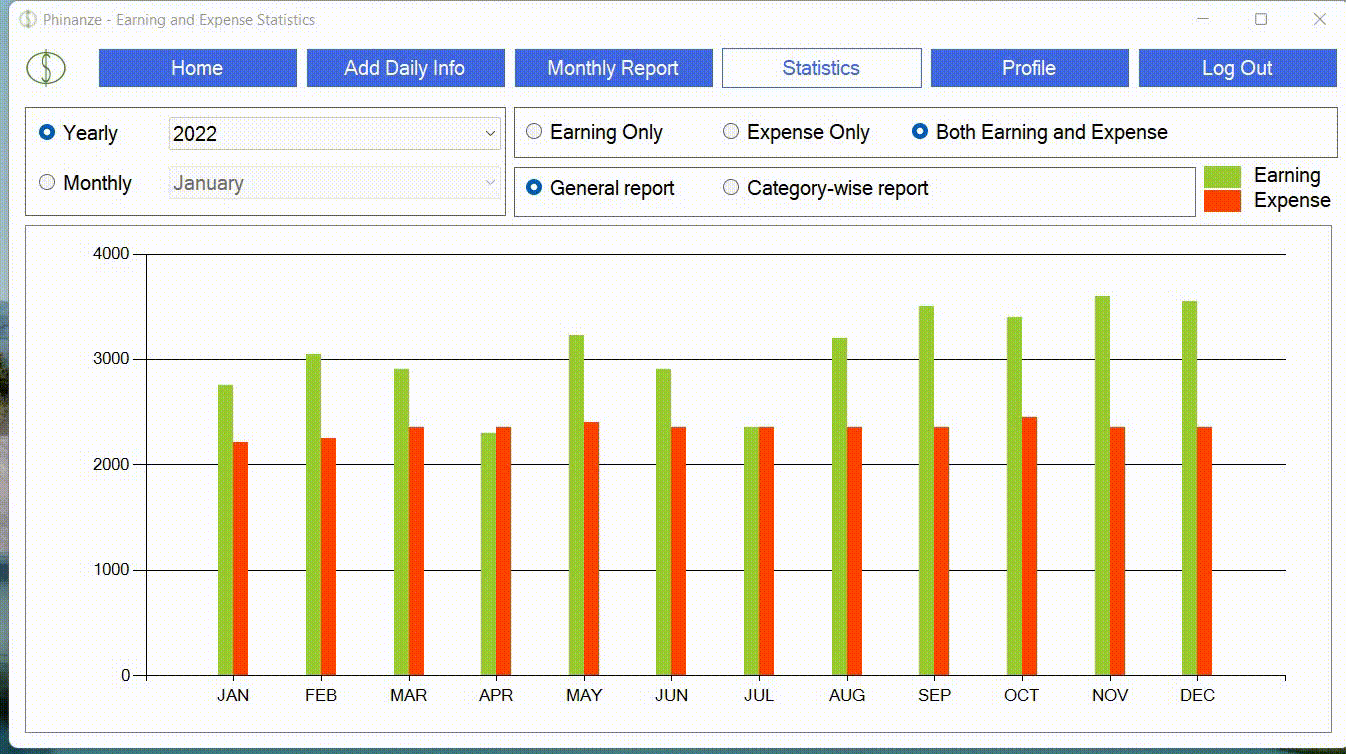 Phinanze - Earning and Expense Statistics
Home Add Daily Info Monthly Report Statistics Profile Log Out
Yearly 2022 Earning Only Expense Only Both Earning and Expense
Monthly January General report Category-wise report
Earning
Expense
4000
3000
2000
1000
0
JAN FEB MAR APR MAY JUN JUL AUG SEP OCT NOV DEC